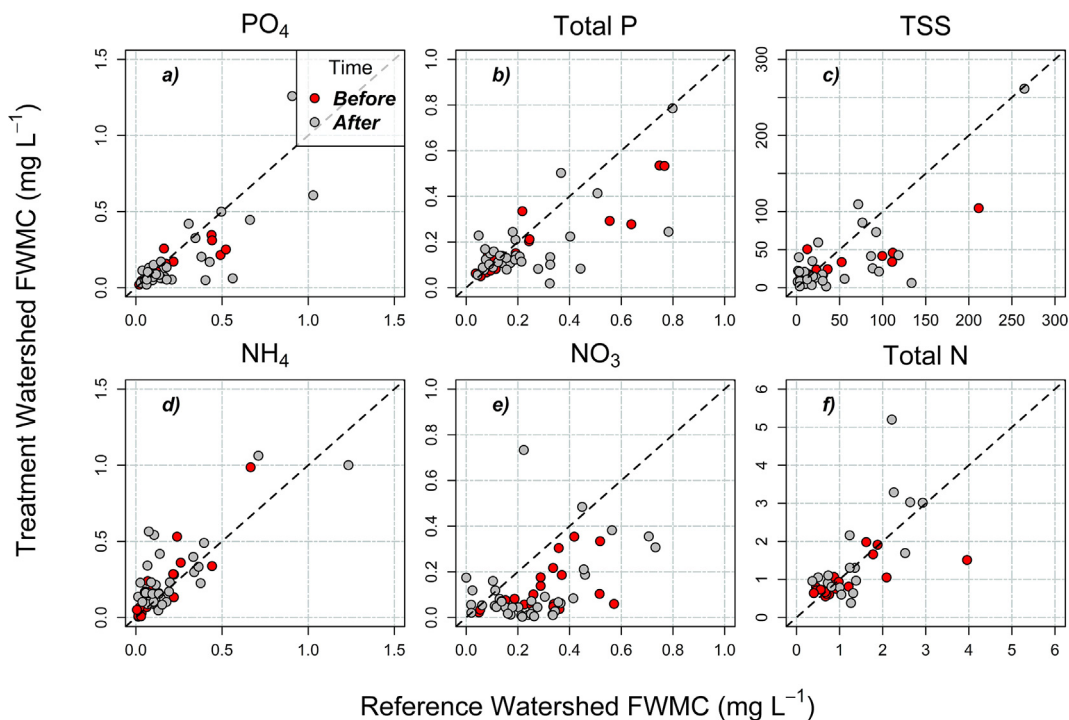 PO₄
Total P
TSS
Treatment Watershed FWMC (mg L⁻¹)
a)
Time
Before
After
0.0 0.5 1.0 1.5
0.0 0.5 1.0 1.5
b)
0.0 0.2 0.4 0.6 0.8 1.0
0.0 0.2 0.4 0.6 0.8 1.0
c)
0 50 100 200 300
0 50 100 150 200 250 300
NH₄
NO₃
Total N
d)
0.0 0.5 1.0 1.5
0.0 0.5 1.0 1.5
e)
0.0 0.2 0.4 0.6 0.8 1.0
0.0 0.2 0.4 0.6 0.8 1.0
f)
0 1 2 3 4 5 6
0 1 2 3 4 5 6
Reference Watershed FWMC (mg L⁻¹)